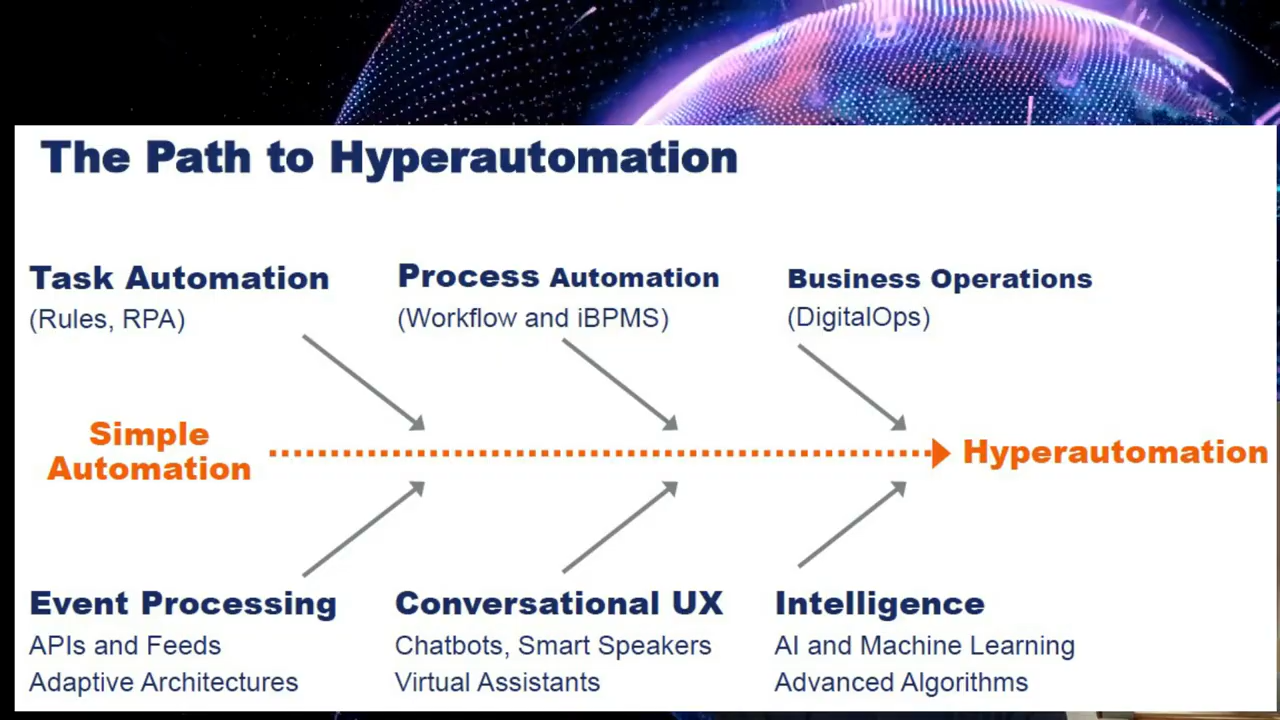 The Path to Hyperautomation
Task Automation
(Rules, RPA)
Process Automation
(Workflow and iBPMS)
Business Operations
(DigitalOps)
Simple
Automation
Hyperautomation
Event Processing
APIs and Feeds
Adaptive Architectures
Conversational UX
Chatbots, Smart Speakers
Virtual Assistants
Intelligence
AI and Machine Learning
Advanced Algorithms